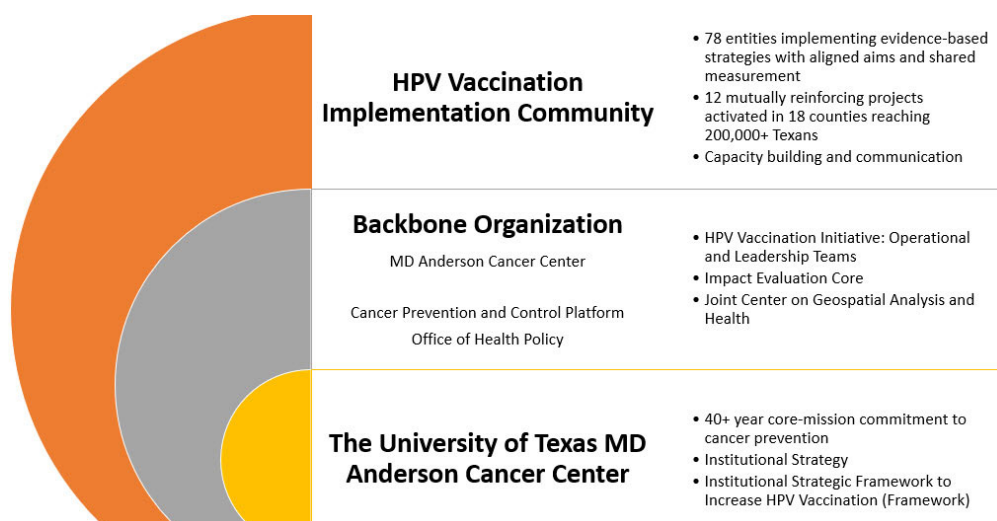 HPV Vaccination
Implementation Community
• 78 entities implementing evidence-based
strategies with aligned aims and shared
measurement
• 12 mutually reinforcing projects
activated in 18 counties reaching
200,000+ Texans
• Capacity building and communication
Backbone Organization
MD Anderson Cancer Center
Cancer Prevention and Control Platform
Office of Health Policy
• HPV Vaccination Initiative: Operational
and Leadership Teams
• Impact Evaluation Core
• Joint Center on Geospatial Analysis and
Health
The University of Texas MD
Anderson Cancer Center
• 40+ year core-mission commitment to
cancer prevention
• Institutional Strategy
• Institutional Strategic Framework to
Increase HPV Vaccination (Framework)